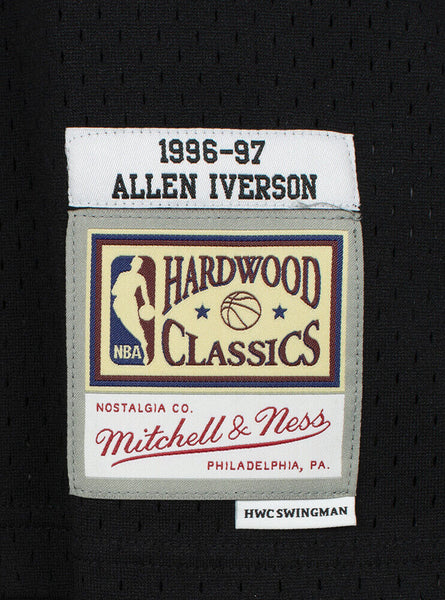 1996-97
ALLEN IVERSON
HARDWOOD
CLASSICS
NBA
NOSTALGIA CO.
Mitchell & Ness
PHILADELPHIA, PA.
HWC SWINGMAN